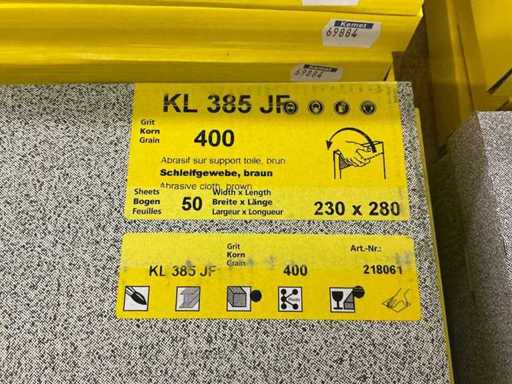 Kemet
69884
Kemet
69884
KL 385 JF
Grit
Korn
Grain
400
Abrasif sur support toile, brun
Schleifgewebe, braun
Abrasive cloth, brown
Sheets
Bogen
Feuilles
50
Width x Length
Breite x Länge
Largeur x Longueur
230 x 280
Grit
Korn
Grain
Art.-Nr.:
KL 385 JF
400
218061